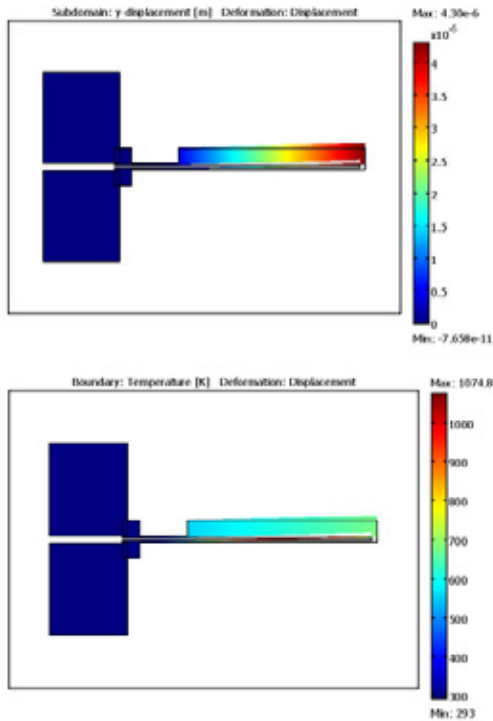 Subdomain: y-displacement [m] Deformation: Displacement
Max: 4.30e-6
x10⁻⁶
4
3.5
3
2.5
2
1.5
1
0.5
0
Min: -7.658e-11
Boundary: Temperature [K] Deformation: Displacement
Max: 1074.8
1000
900
800
700
600
500
400
300
Min: 293